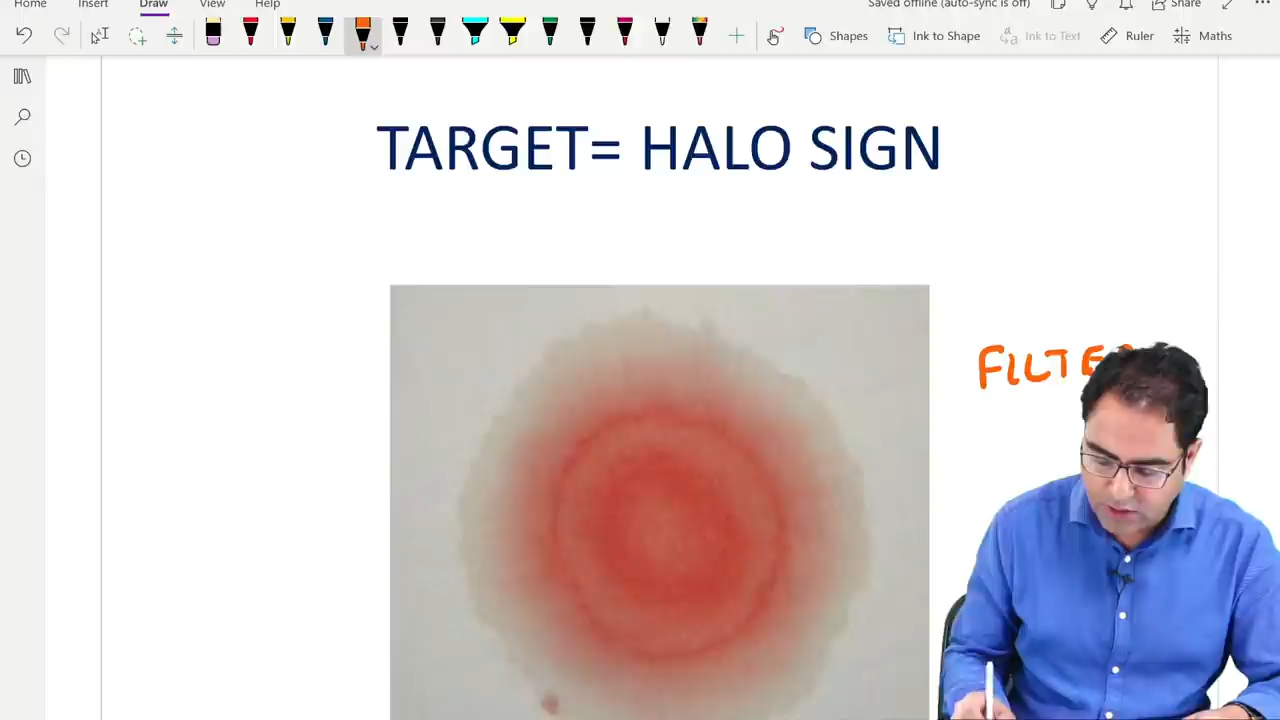 Home Insert Draw View Help Saved offline (auto-sync is off) Share
Shapes Ink to Shape Ink to Text Ruler Maths
TARGET= HALO SIGN
FILTE